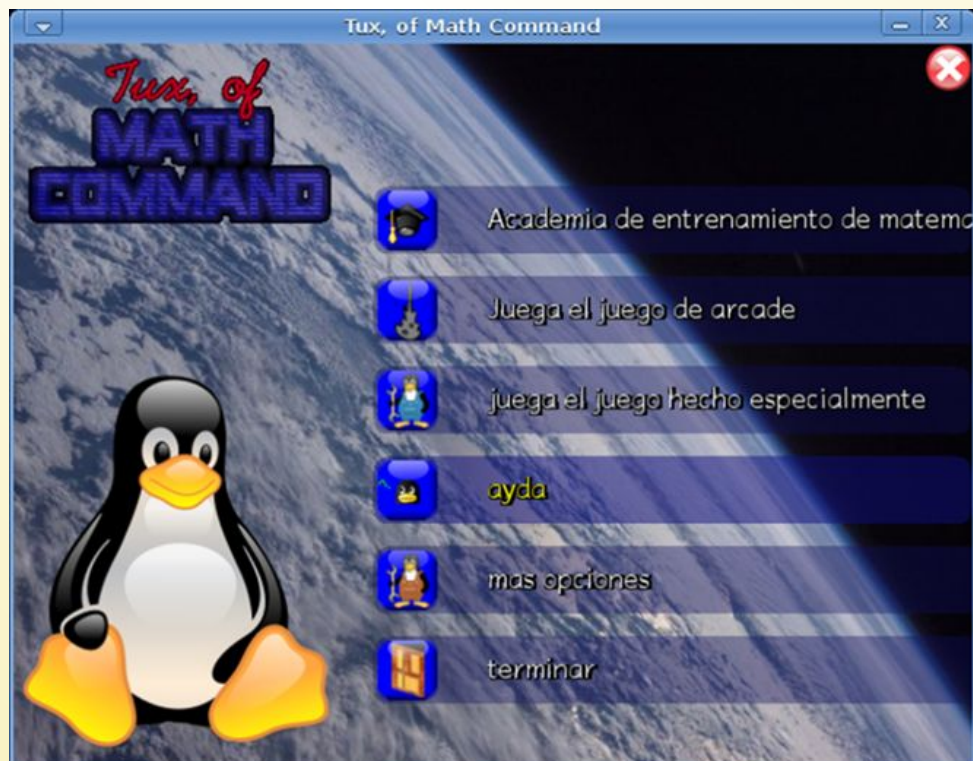 Tux, of Math Command
Tux, of
MATH
COMMAND
Academia de entrenamiento de matema
Juega el juego de arcade
juega el juego hecho especialmente
ayda
mas opciones
terminar